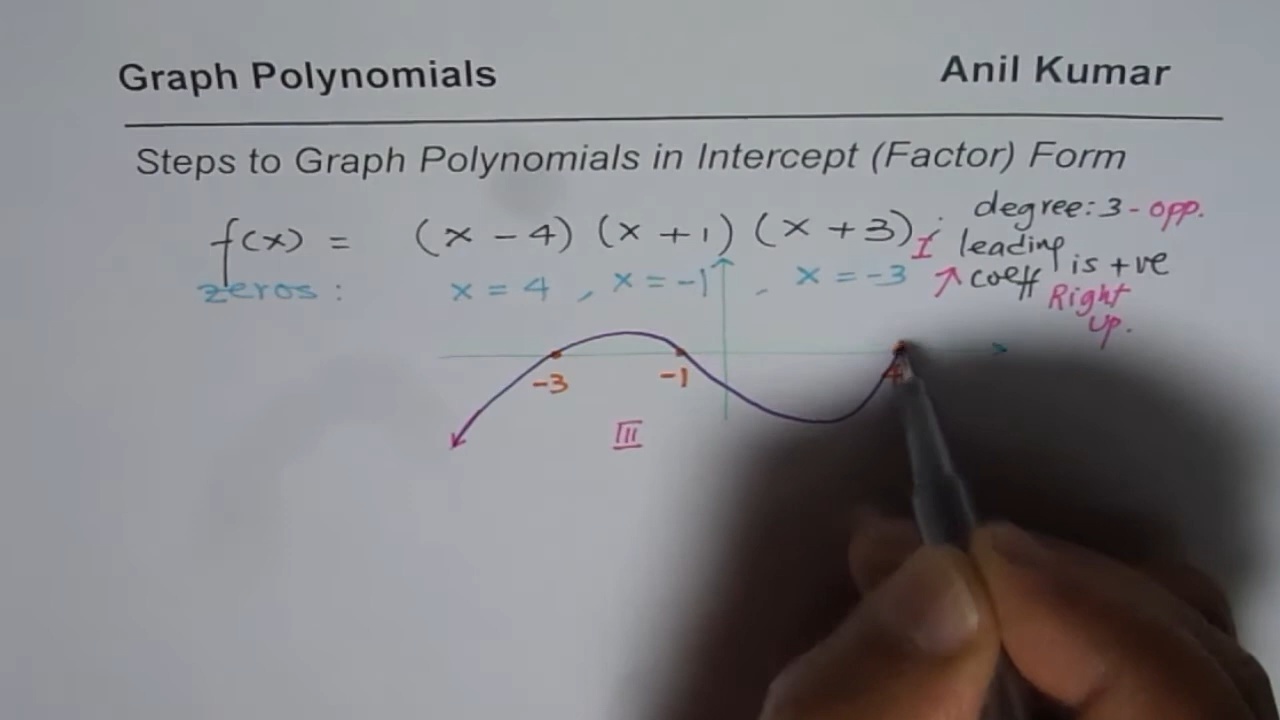 Graph Polynomials Anil Kumar
Steps to Graph Polynomials in Intercept (Factor) Form
f(x) = (x - 4) (x + 1) (x + 3);
degree: 3 - opp.
I leading
coeff is +ve
Right
up.
zeros: x = 4 , x = -1 , x = -3
-3 -1 4
III